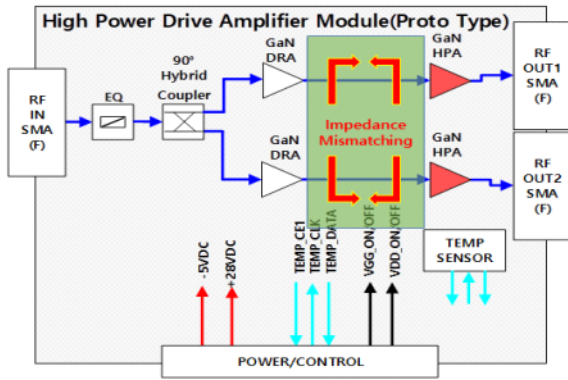 High Power Drive Amplifier Module(Proto Type)
RF
IN
SMA
(F)
EQ
90°
Hybrid
Coupler
GaN
DRA
GaN
HPA
RF
OUT1
SMA
(F)
Impedance
Mismatching
GaN
DRA
GaN
HPA
RF
OUT2
SMA
(F)
-5VDC
+28VDC
TEMP_CE1
TEMP_CLK
TEMP_DATA
VGG_ON/OFF
VDD_ON/OFF
TEMP
SENSOR
POWER/CONTROL